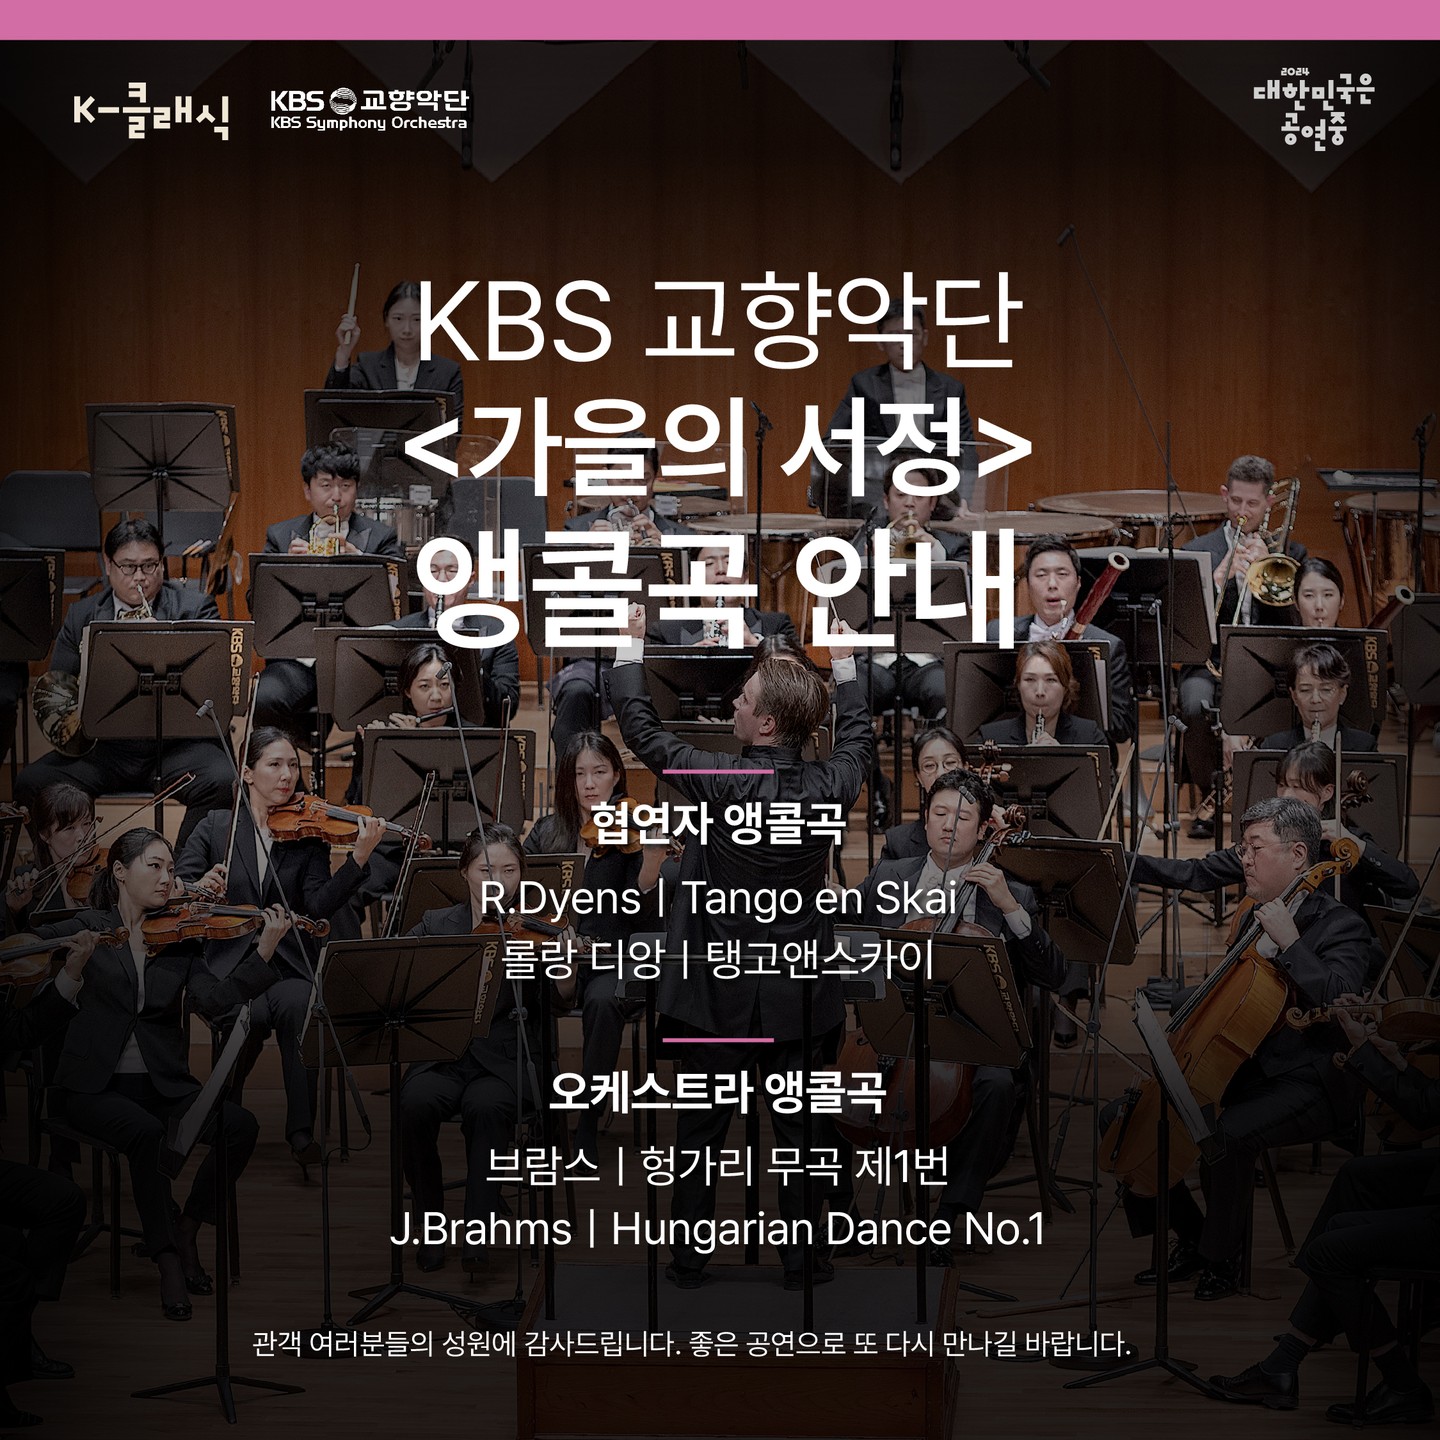 K-클래식
KBS 교향악단
KBS Symphony Orchestra
2024
대한민국은
공연중
KBS 교향악단
<가을의 서정>
앵콜곡 안내
협연자 앵콜곡
R.Dyens | Tango en Skai
롤랑 디앙 | 탱고앤스카이
오케스트라 앵콜곡
브람스 | 헝가리 무곡 제1번
J.Brahms | Hungarian Dance No.1
관객 여러분들의 성원에 감사드립니다. 좋은 공연으로 또 다시 만나길 바랍니다.